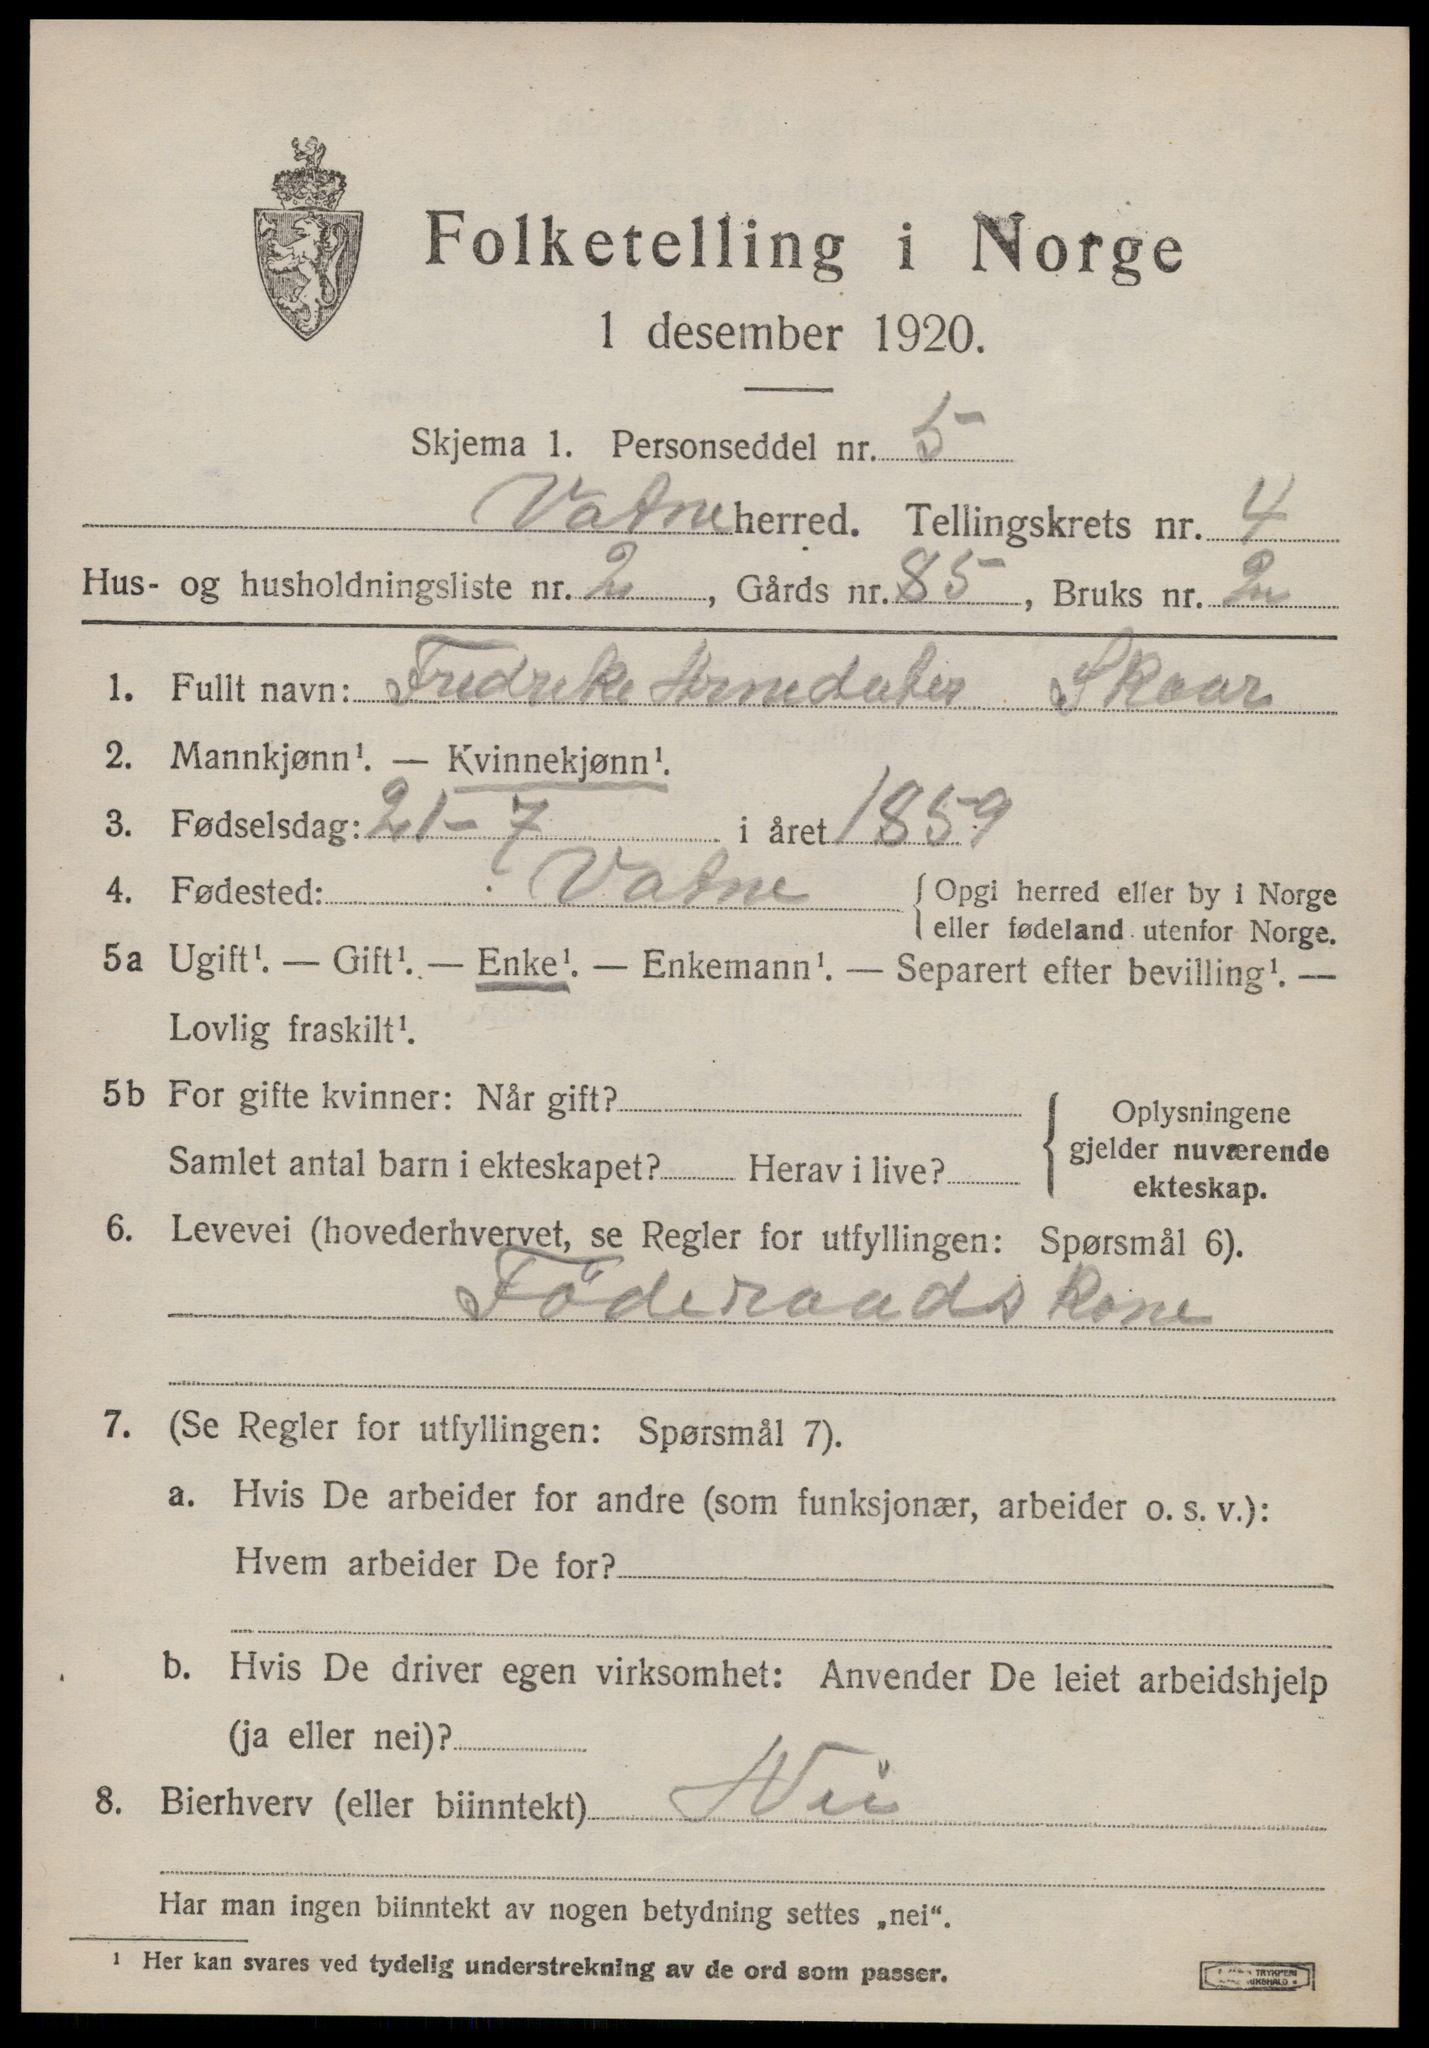 Folketelling i Norge
1 desember 1920.
Skjema 1. Personseddel nr. 5
Vatne herred. Tellingskrets nr. 4
Hus- og husholdningsliste nr. 2, Gårds nr. 85, Bruks nr. 2
1. Fullt navn: Fredrike Arnedater Skaar
2. Mannkjønn¹. — Kvinnekjønn¹.
3. Fødselsdag: 21-7 i året 1859
4. Fødested: Vatne { Opgi herred eller by i Norge
eller fødeland utenfor Norge.
5a Ugift¹. — Gift¹. — Enke¹. — Enkemann¹. — Separert efter bevilling¹. —
Lovlig fraskilt¹.
5b For gifte kvinner: Når gift?
Samlet antal barn i ekteskapet? Herav i live?
{ Oplysningene
gjelder nuværende
ekteskap.
6. Levevei (hovederhvervet, se Regler for utfyllingen: Spørsmål 6).
Föderaadskone
7. (Se Regler for utfyllingen: Spørsmål 7).
a. Hvis De arbeider for andre (som funksjonær, arbeider o. s. v.):
Hvem arbeider De for?
b. Hvis De driver egen virksomhet: Anvender De leiet arbeidshjelp
(ja eller nei)?
8. Bierhverv (eller biinntekt) Nei
Har man ingen biinntekt av nogen betydning settes „nei“.
¹ Her kan svares ved tydelig understrekning av de ord som passer.